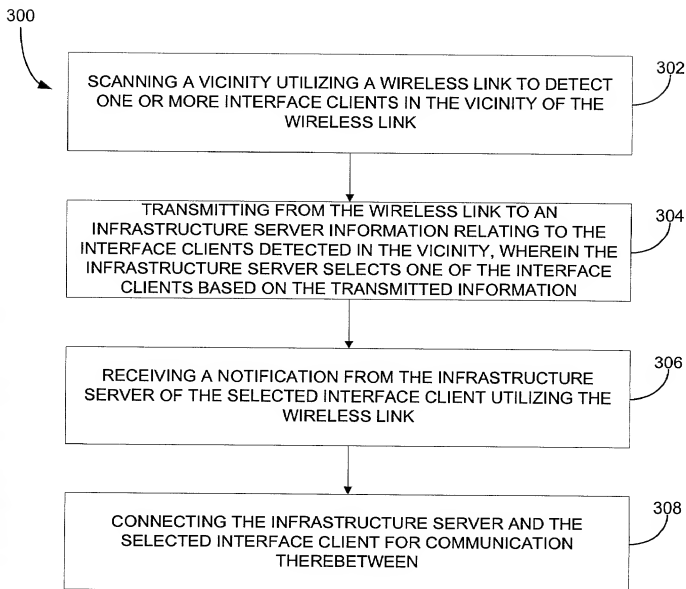 300
SCANNING A VICINITY UTILIZING A WIRELESS LINK TO DETECT
ONE OR MORE INTERFACE CLIENTS IN THE VICINITY OF THE
WIRELESS LINK
302
TRANSMITTING FROM THE WIRELESS LINK TO AN
INFRASTRUCTURE SERVER INFORMATION RELATING TO THE
INTERFACE CLIENTS DETECTED IN THE VICINITY, WHEREIN THE
INFRASTRUCTURE SERVER SELECTS ONE OF THE INTERFACE
CLIENTS BASED ON THE TRANSMITTED INFORMATION
304
RECEIVING A NOTIFICATION FROM THE INFRASTRUCTURE
SERVER OF THE SELECTED INTERFACE CLIENT UTILIZING THE
WIRELESS LINK
306
CONNECTING THE INFRASTRUCTURE SERVER AND THE
SELECTED INTERFACE CLIENT FOR COMMUNICATION
THEREBETWEEN
308